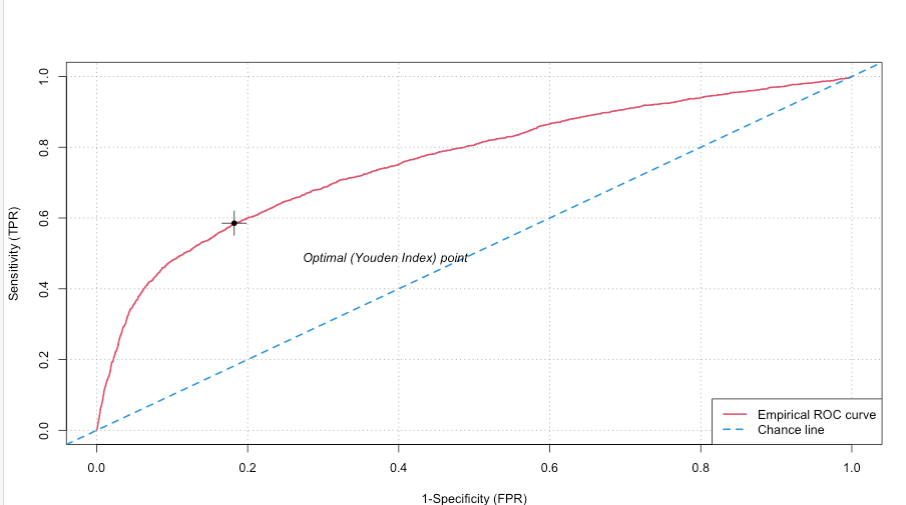 1.0
0.8
0.6
0.4
0.2
0.0
Sensitivity (TPR)
Optimal (Youden Index) point
Empirical ROC curve
Chance line
0.0 0.2 0.4 0.6 0.8 1.0
1-Specificity (FPR)